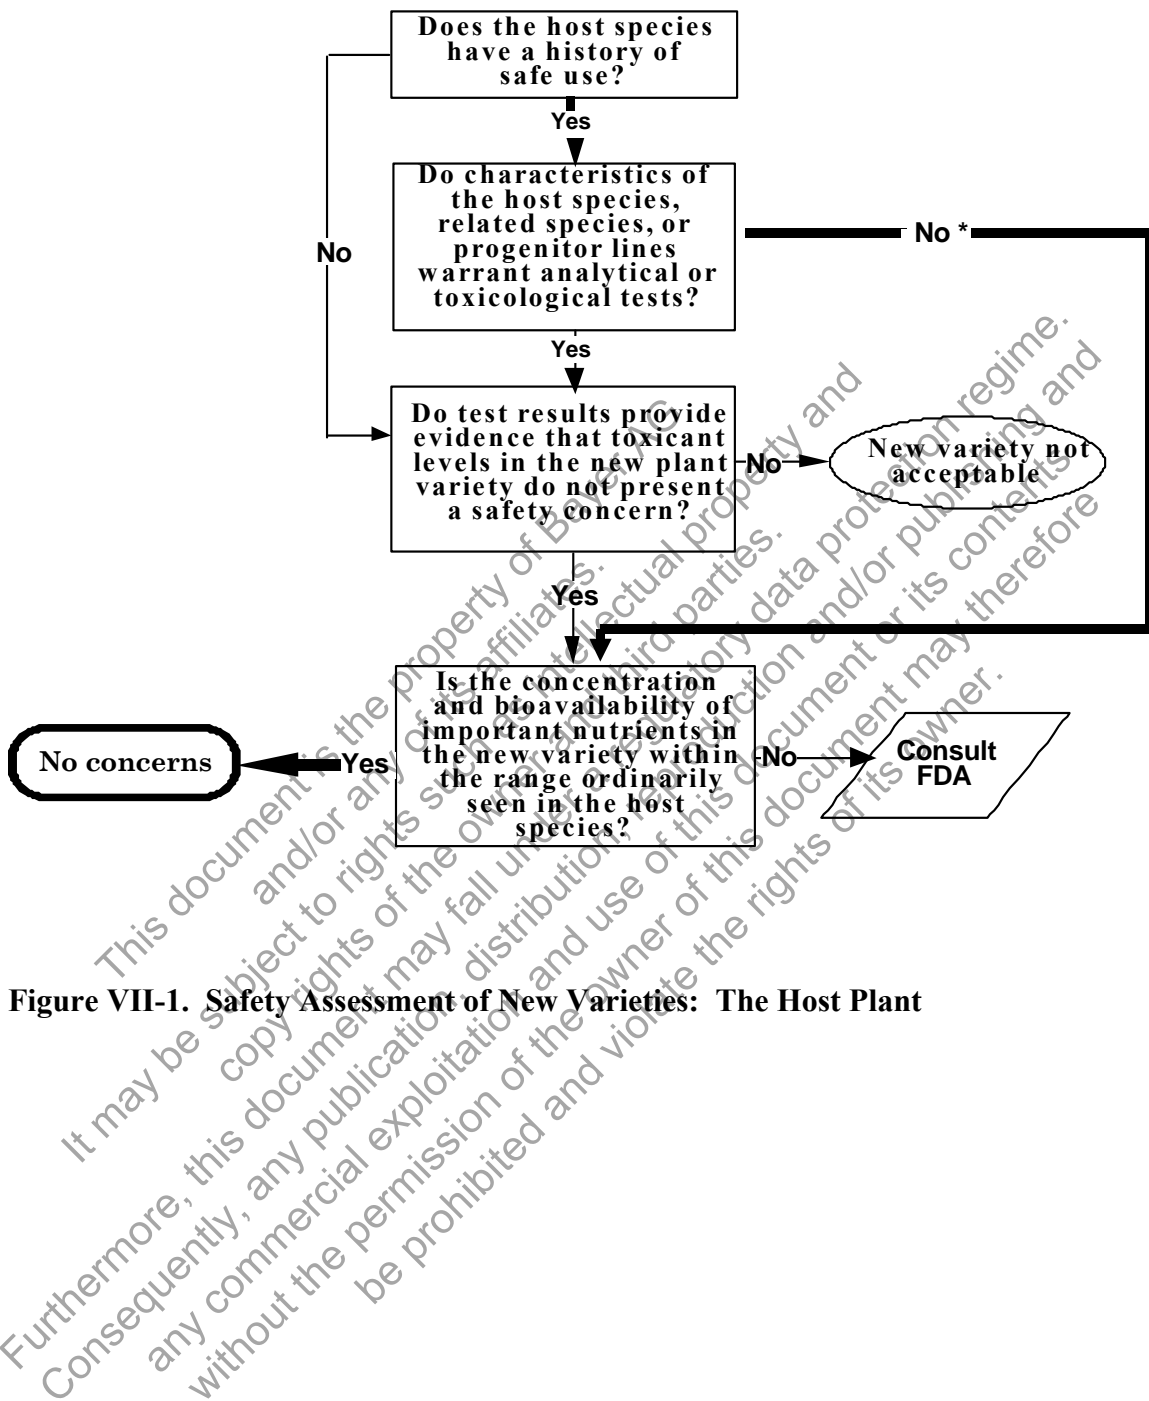 Does the host species
have a history of
safe use?
Yes
Do characteristics of
the host species,
related species, or
progenitor lines
warrant analytical or
toxicological tests?
No *
No
Yes
Do test results provide
evidence that toxicant
levels in the new plant
variety do not present
a safety concern?
No
New variety not
acceptable
Yes
Is the concentration
and bioavailability of
important nutrients in
the new variety within
the range ordinarily
seen in the host
species?
Yes
No concerns
No
Consult
FDA
Figure VII-1. Safety Assessment of New Varieties: The Host Plant
This document is the property of Bayer AG
and/or any of its affiliates.
It may be subject to rights such as intellectual property and
copy rights of the owner and third parties.
Furthermore, this document may fall under a regulatory data protection regime.
Consequently, any publication, distribution, reproduction and/or publishing and
any commercial exploitation and use of this document or its contents
without the permission of the owner of this document may therefore
be prohibited and violate the rights of its owner.